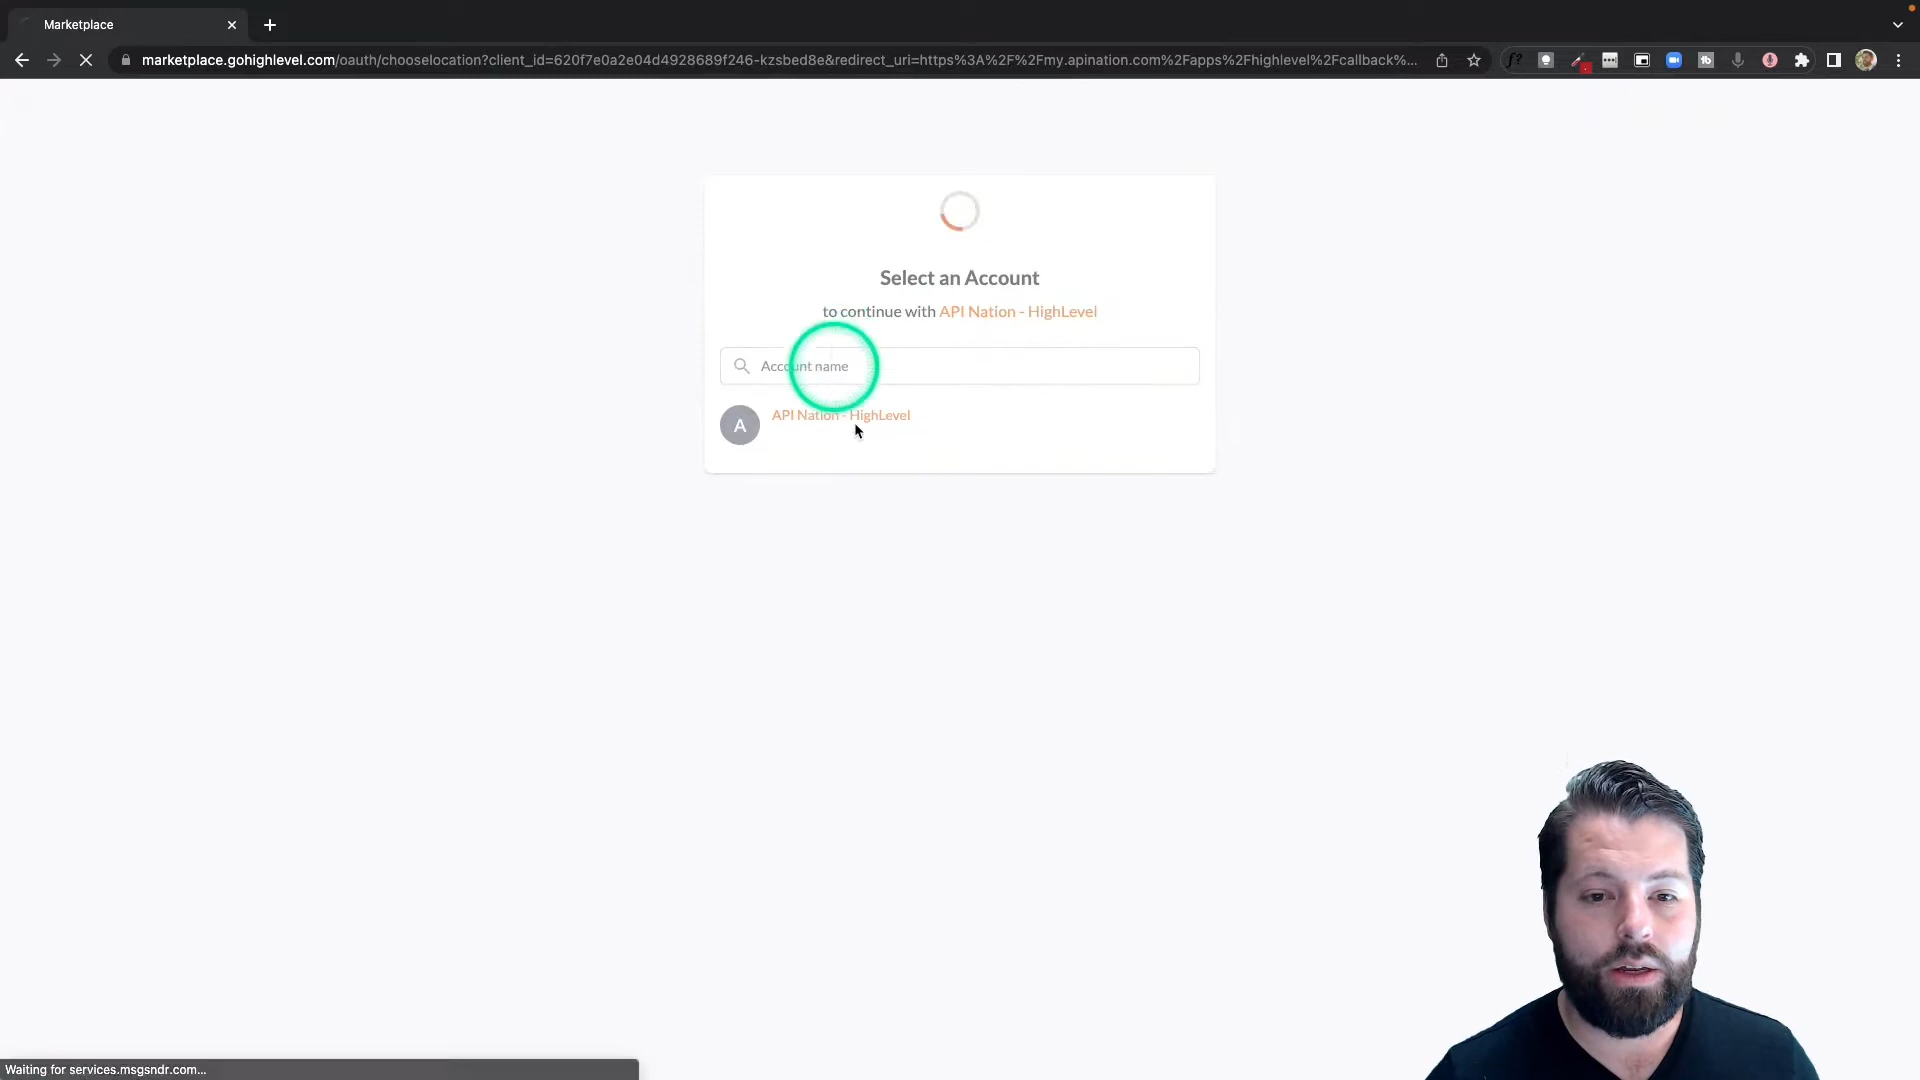 Marketplace
marketplace.gohighlevel.com/oauth/chooselocation?client_id=620f7e0a2e04d4928689f246-kzsbed8e&redirect_uri=https%3A%2F%2Fmy.apination.com%2Fapps%2Fhighlevel%2Fcallback%...
Select an Account
to continue with API Nation - HighLevel
Account name
A API Nation - HighLevel
Waiting for services.msgsndr.com...